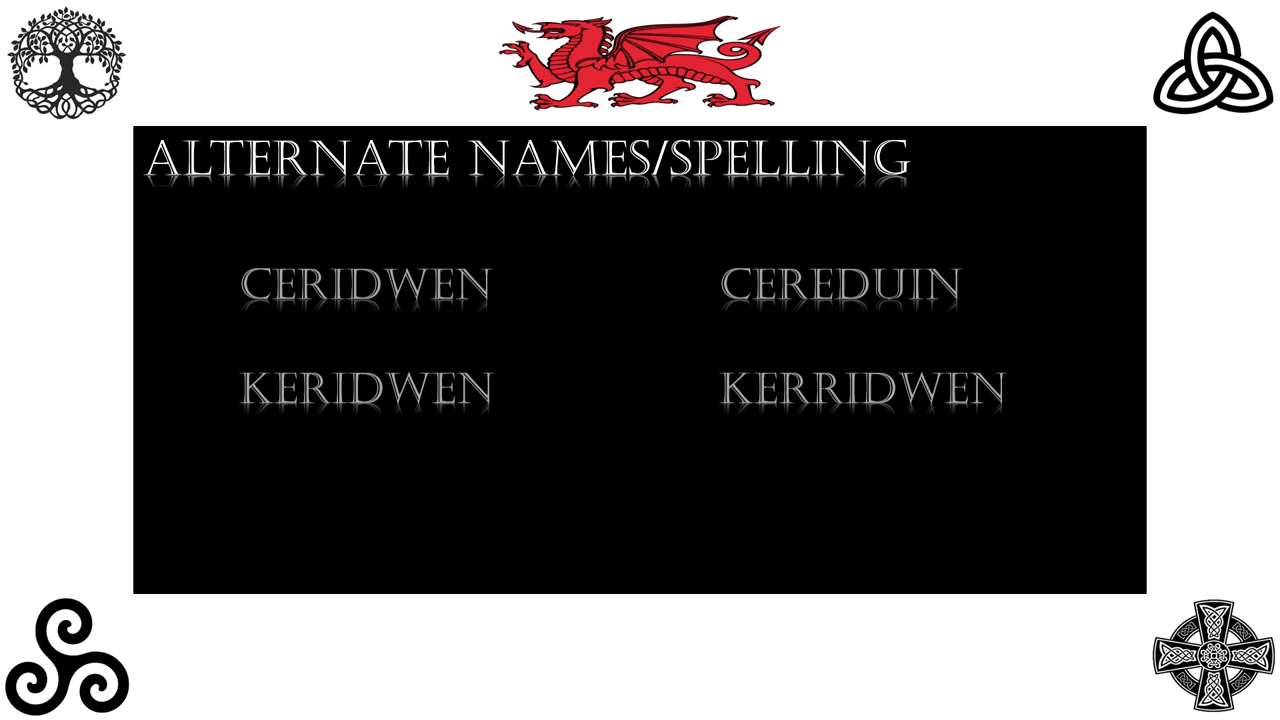 ALTERNATE NAMES/SPELLING
CERIDWEN
CEREDUIN
KERIDWEN
KERRIDWEN